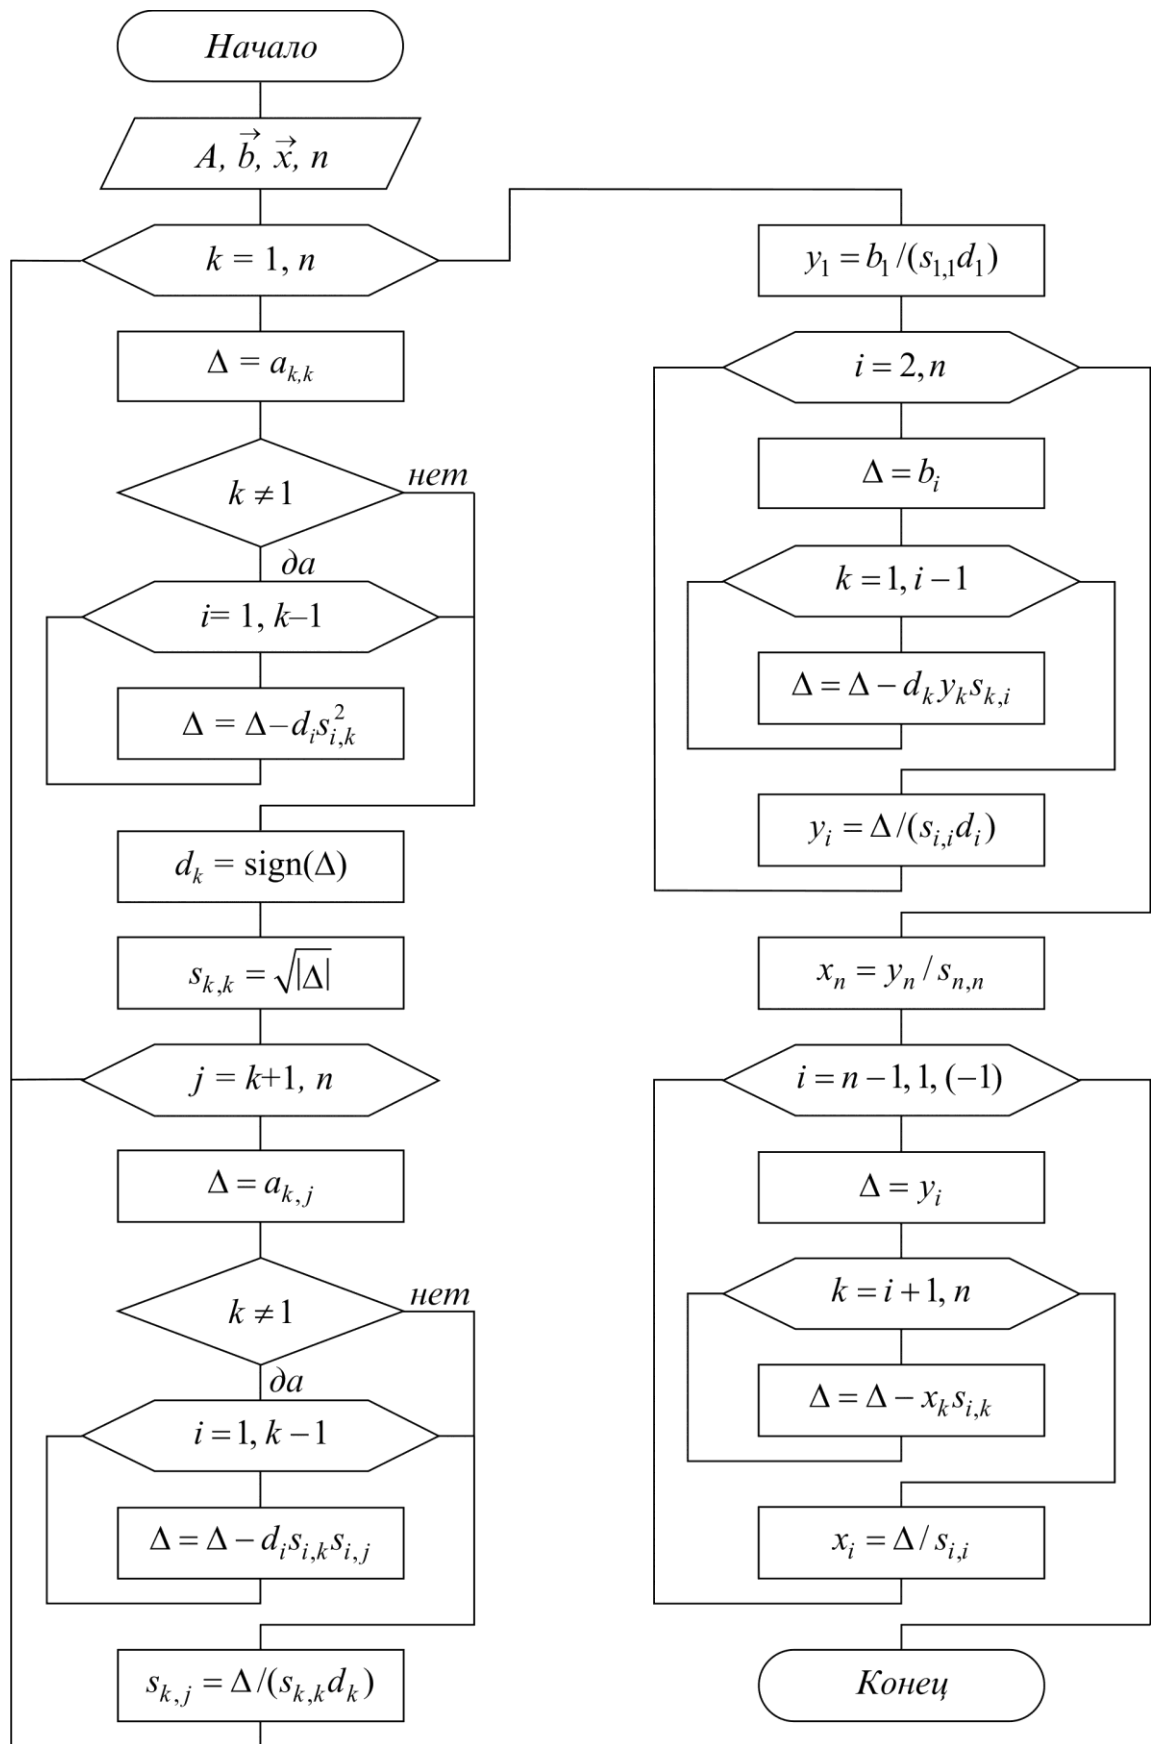 Начало
A, b⃗, x⃗, n
k = 1, n
Δ = a_{k,k}
k ≠ 1
нет
да
i= 1, k–1
Δ = Δ–d_i s_{i,k}^2
d_k = sign(Δ)
s_{k,k} = √|Δ|
j = k+1, n
Δ = a_{k,j}
k ≠ 1
нет
да
i = 1, k – 1
Δ = Δ – d_i s_{i,k} s_{i,j}
s_{k,j} = Δ/(s_{k,k} d_k)
y_1 = b_1/(s_{1,1} d_1)
i = 2, n
Δ = b_i
k = 1, i – 1
Δ = Δ – d_k y_k s_{k,i}
y_i = Δ/(s_{i,i} d_i)
x_n = y_n / s_{n,n}
i = n – 1, 1, (–1)
Δ = y_i
k = i + 1, n
Δ = Δ – x_k s_{i,k}
x_i = Δ / s_{i,i}
Конец